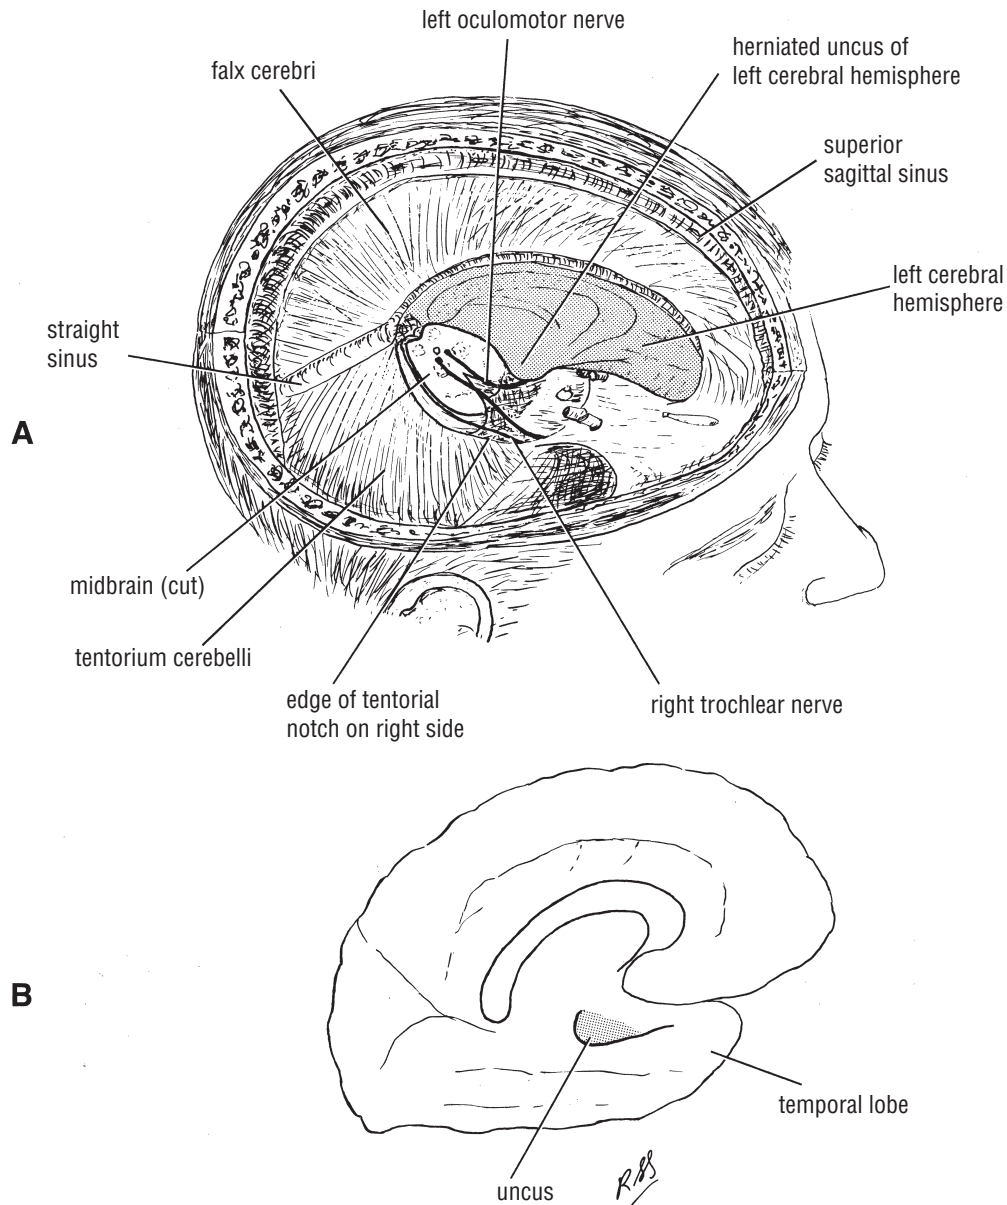 left oculomotor nerve
herniated uncus of
left cerebral hemisphere
falx cerebri
superior
sagittal sinus
left cerebral
hemisphere
straight
sinus
A
midbrain (cut)
tentorium cerebelli
edge of tentorial
notch on right side
right trochlear nerve
B
temporal lobe
uncus